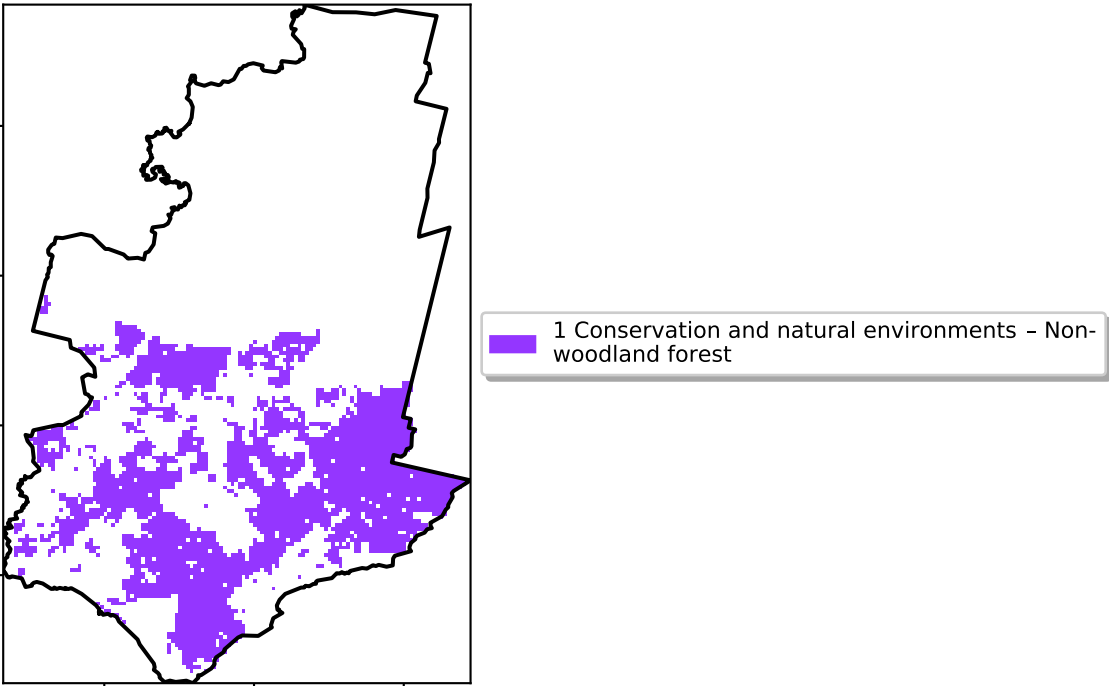 1 Conservation and natural environments – Non-
woodland forest